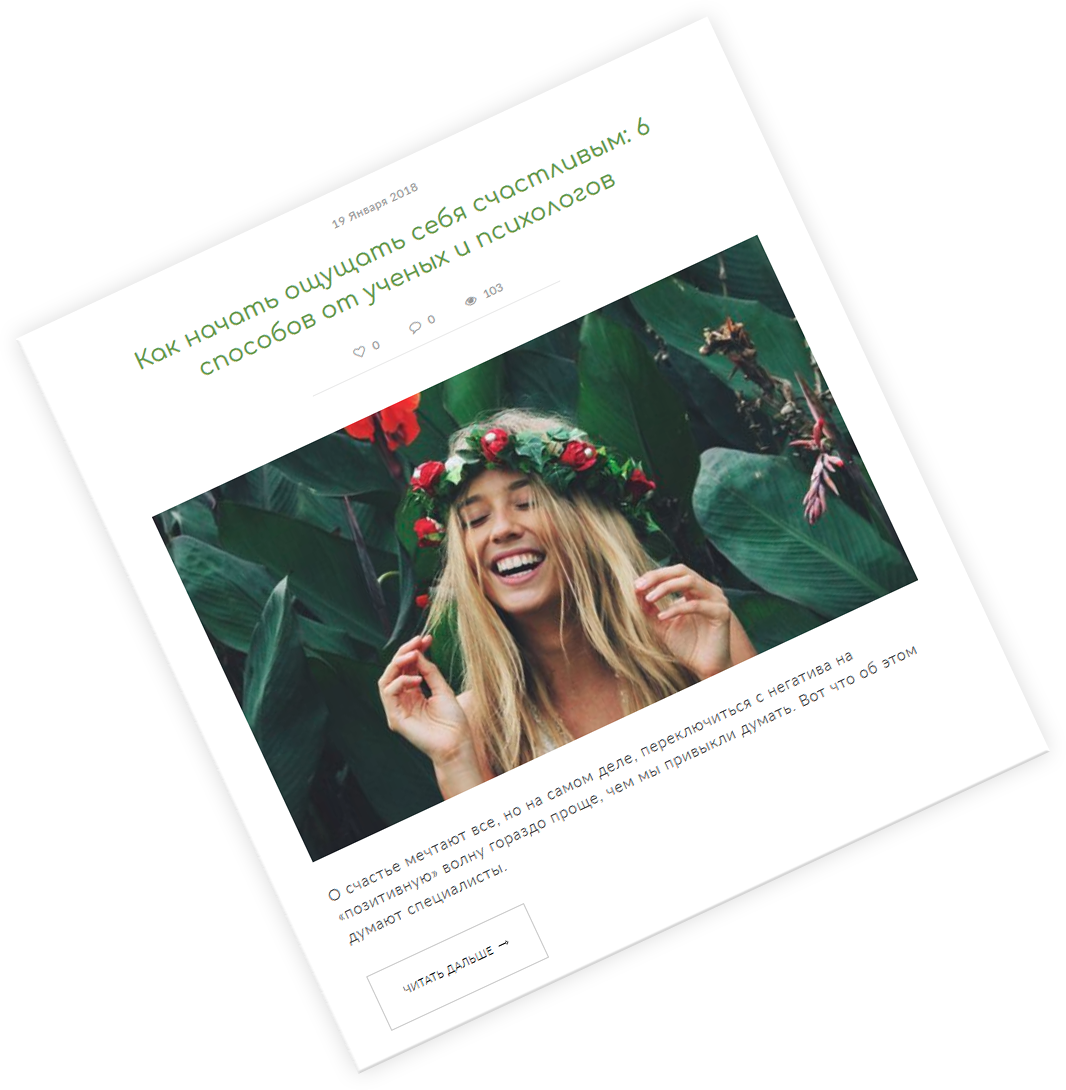 19 Января 2018
Как начать ощущать себя счастливым: 6
способов от ученых и психологов
0 0 103
О счастье мечтают все, но на самом деле, переключиться с негатива на
«позитивную» волну гораздо проще, чем мы привыкли думать. Вот что об этом
думают специалисты.
ЧИТАТЬ ДАЛЬШЕ →